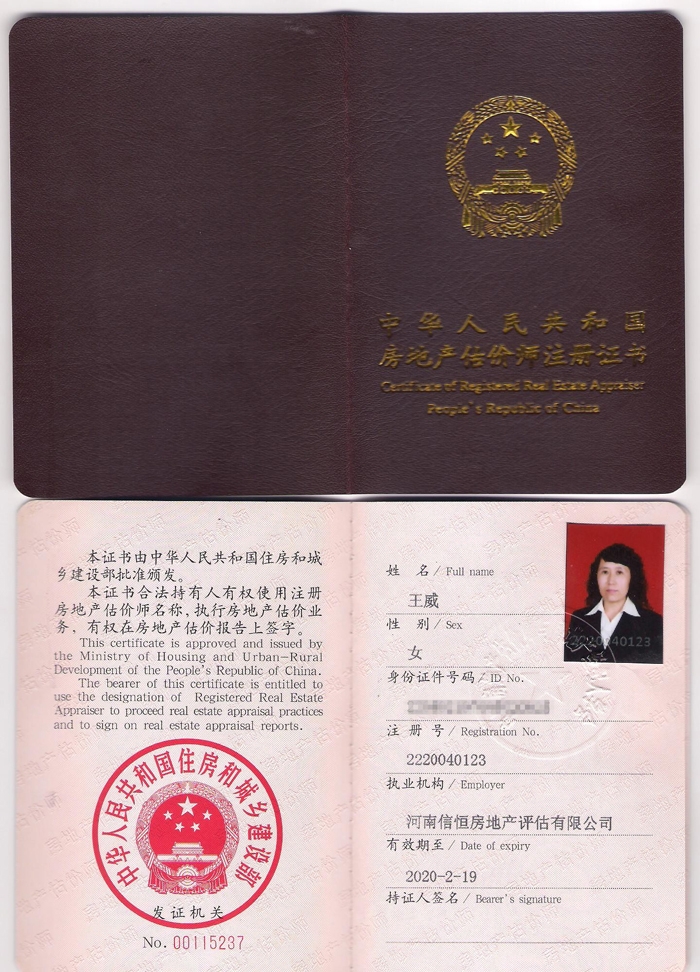 中华人民共和国
房地产估价师注册证书
Certificate of Registered Real Estate Appraiser
People's Republic of China
本证书由中华人民共和国住房和城
乡建设部批准颁发。
本证书合法持有人有权使用注册
房地产估价师名称，执行房地产估价业
务，有权在房地产估价报告上签字。
This certificate is approved and issued by
the Ministry of Housing and Urban-Rural
Development of the People's Republic of China.
The bearer of this certificate is entitled to
use the designation of Registered Real Estate
Appraiser to proceed real estate appraisal practices
and to sign on real estate appraisal reports.
中华人民共和国住房和城乡建设部
发证机关
No. 00115237
姓 名 / Full name
王威
性 别 / Sex
女
身份证件号码 / ID No.
注 册 号 / Registration No.
2220040123
执业机构 / Employer
河南信恒房地产评估有限公司
有效期至 / Date of expiry
2020-2-19
持证人签名 / Bearer's signature
2220040123